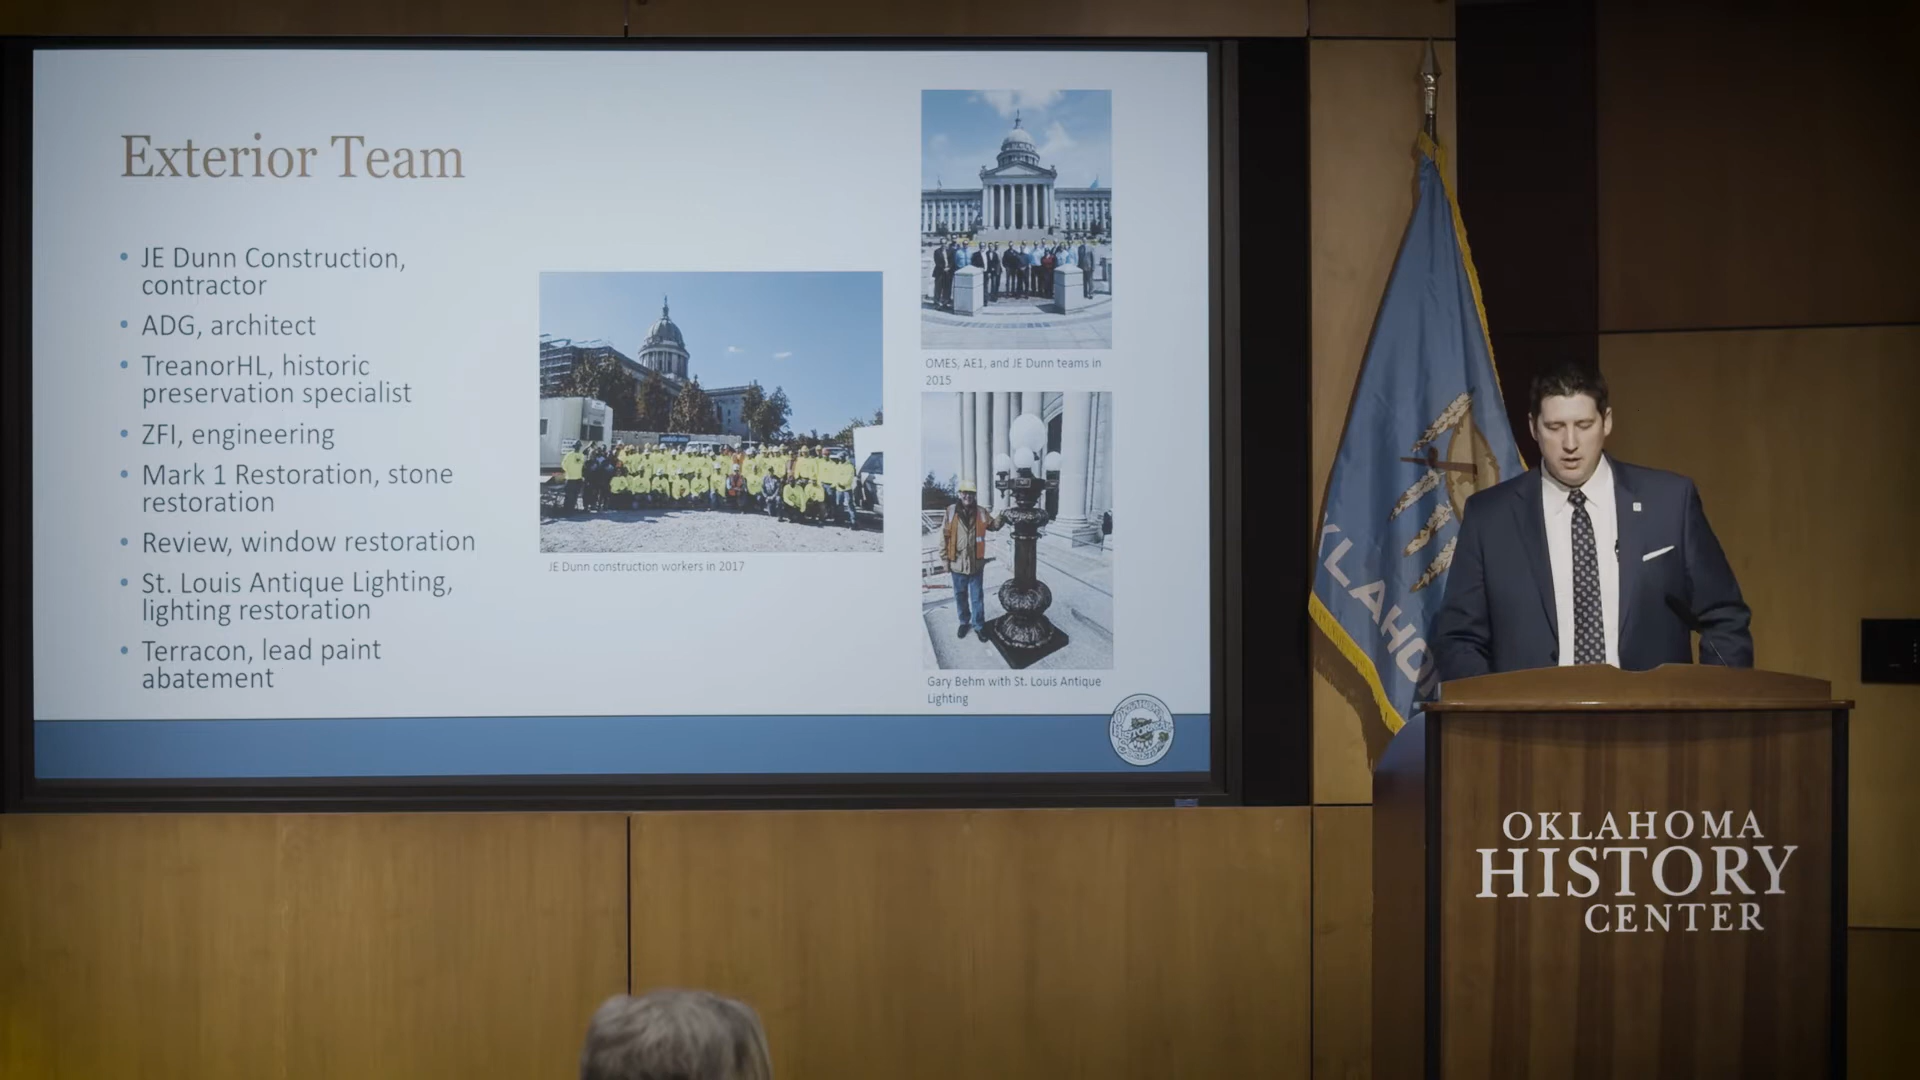 Exterior Team
• JE Dunn Construction,
contractor
• ADG, architect
• TreanorHL, historic
preservation specialist
• ZFI, engineering
• Mark 1 Restoration, stone
restoration
• Review, window restoration
• St. Louis Antique Lighting,
lighting restoration
• Terracon, lead paint
abatement
JE Dunn construction workers in 2017
OMES, AE1, and JE Dunn teams in
2015
Gary Behm with St. Louis Antique
Lighting
KLAHO
OKLAHOMA
HISTORY
CENTER